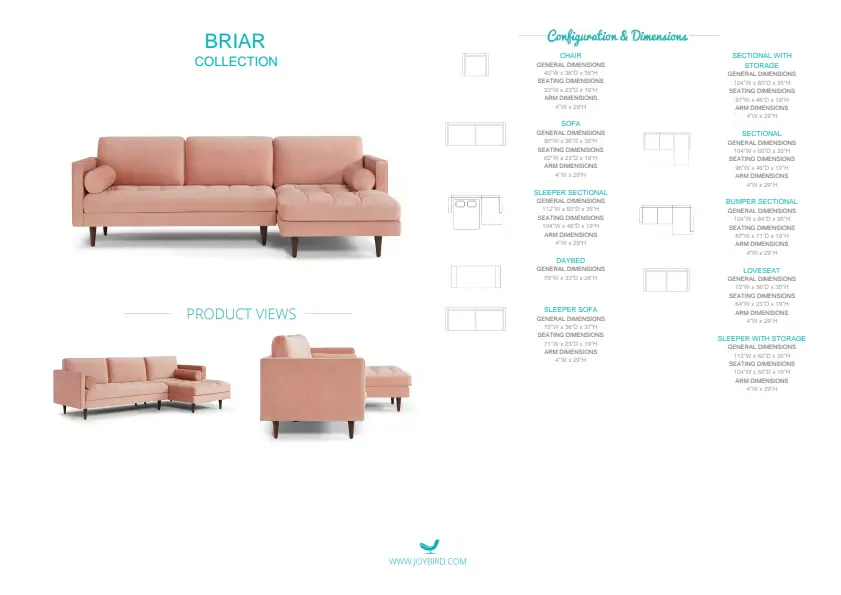 BRIAR
COLLECTION
PRODUCT VIEWS
Configuration & Dimensions
CHAIR
GENERAL DIMENSIONS
40"W x 36"D x 35"H
SEATING DIMENSIONS
33"W x 23"D x 19"H
ARM DIMENSIONS
4"W x 29"H
SOFA
GENERAL DIMENSIONS
90"W x 36"D x 35"H
SEATING DIMENSIONS
82"W x 23"D x 19"H
ARM DIMENSIONS
4"W x 29"H
SLEEPER SECTIONAL
GENERAL DIMENSIONS
112"W x 60"D x 35"H
SEATING DIMENSIONS
104"W x 46"D x 19"H
ARM DIMENSIONS
4"W x 29"H
DAYBED
GENERAL DIMENSIONS
75"W x 33"D x 28"H
SLEEPER SOFA
GENERAL DIMENSIONS
79"W x 36"D x 37"H
SEATING DIMENSIONS
71"W x 23"D x 19"H
ARM DIMENSIONS
4"W x 29"H
SECTIONAL WITH
STORAGE
GENERAL DIMENSIONS
104"W x 60"D x 35"H
SEATING DIMENSIONS
97"W x 46"D x 19"H
ARM DIMENSIONS
4"W x 29"H
SECTIONAL
GENERAL DIMENSIONS
104"W x 60"D x 35"H
SEATING DIMENSIONS
96"W x 46"D x 19"H
ARM DIMENSIONS
4"W x 29"H
BUMPER SECTIONAL
GENERAL DIMENSIONS
104"W x 84"D x 35"H
SEATING DIMENSIONS
87"W x 71"D x 19"H
ARM DIMENSIONS
4"W x 29"H
LOVESEAT
GENERAL DIMENSIONS
72"W x 36"D x 35"H
SEATING DIMENSIONS
64"W x 23"D x 19"H
ARM DIMENSIONS
4"W x 29"H
SLEEPER WITH STORAGE
GENERAL DIMENSIONS
112"W x 60"D x 35"H
SEATING DIMENSIONS
104"W x 50"D x 19"H
ARM DIMENSIONS
4"W x 29"H
WWW.JOYBIRD.COM